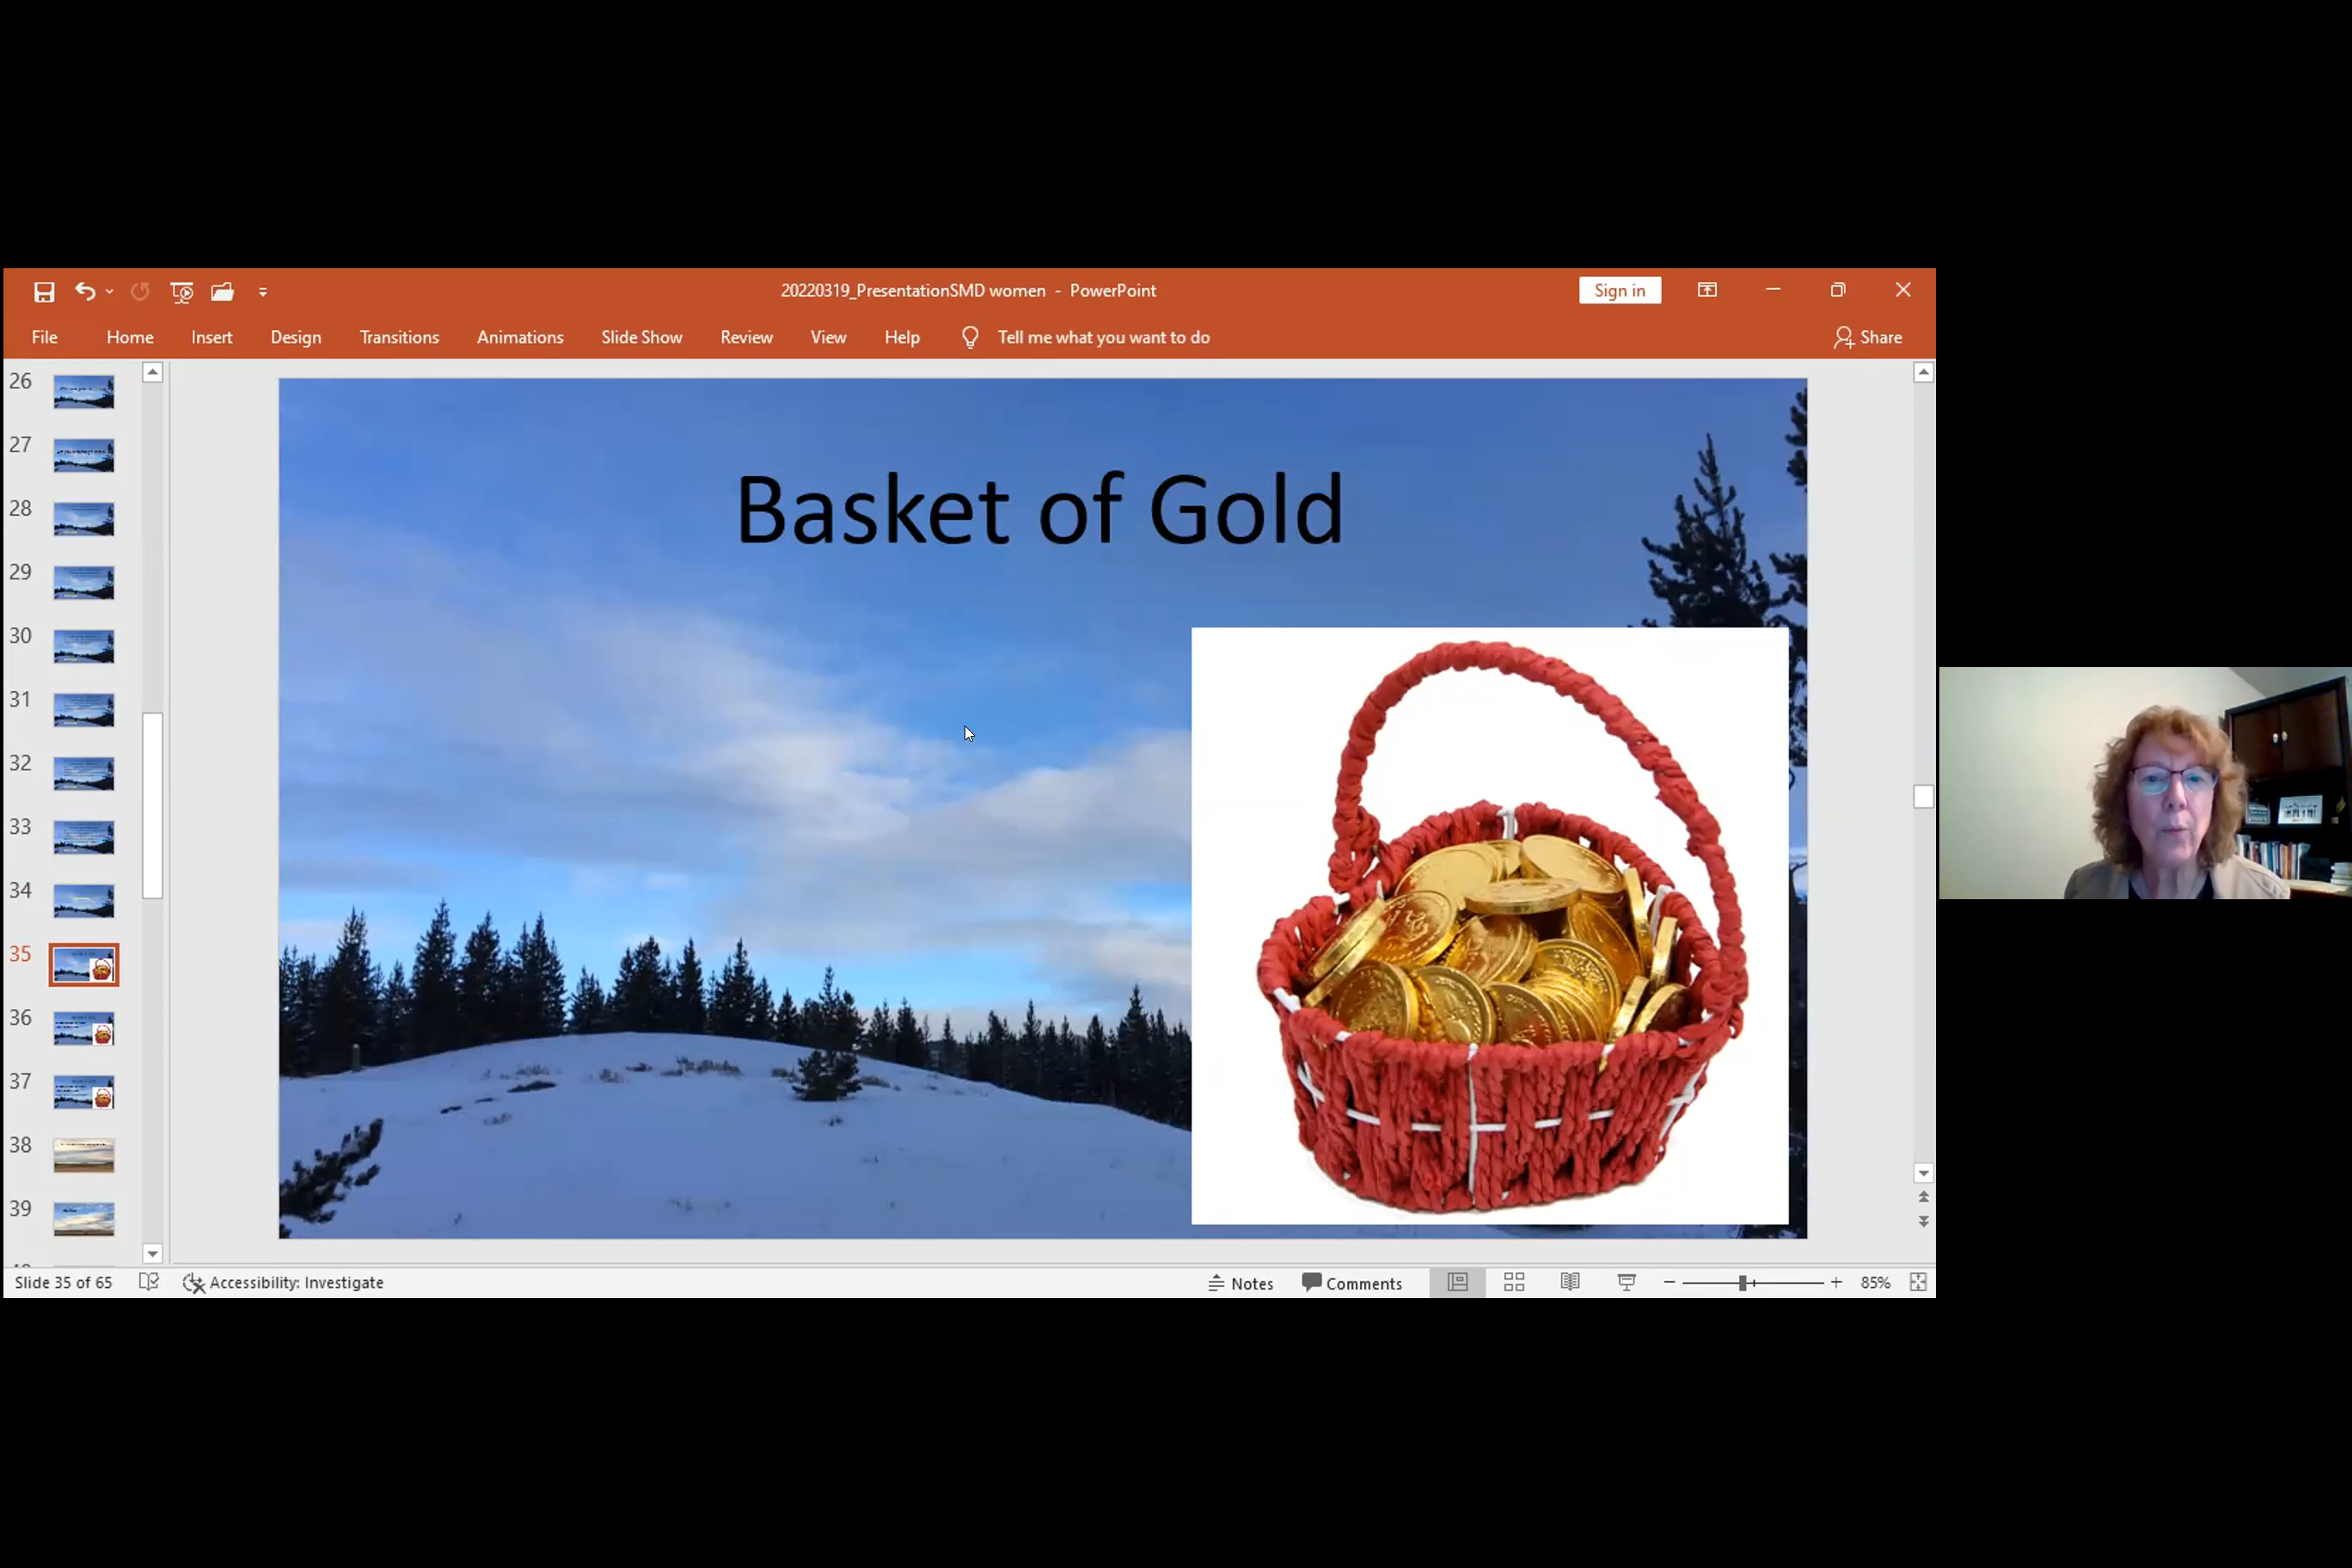 20220319_PresentationSMD women - PowerPoint
Sign in
File Home Insert Design Transitions Animations Slide Show Review View Help Tell me what you want to do Share
26
27
28
29
30
31
32
33
34
35
36
37
38
39
Basket of Gold
Slide 35 of 65 Accessibility: Investigate Notes Comments 85%